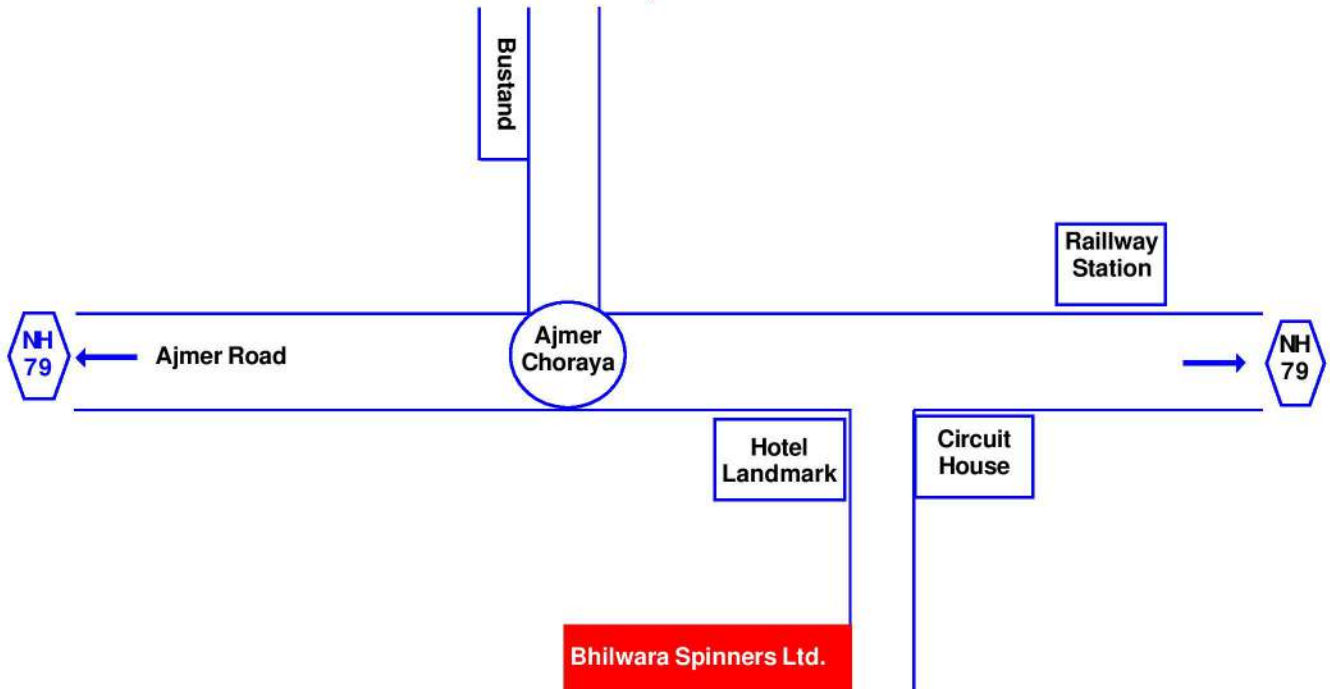 Bustand
Raillway
Station
NH
79
Ajmer Road
Ajmer
Choraya
NH
79
Hotel
Landmark
Circuit
House
Bhilwara Spinners Ltd.